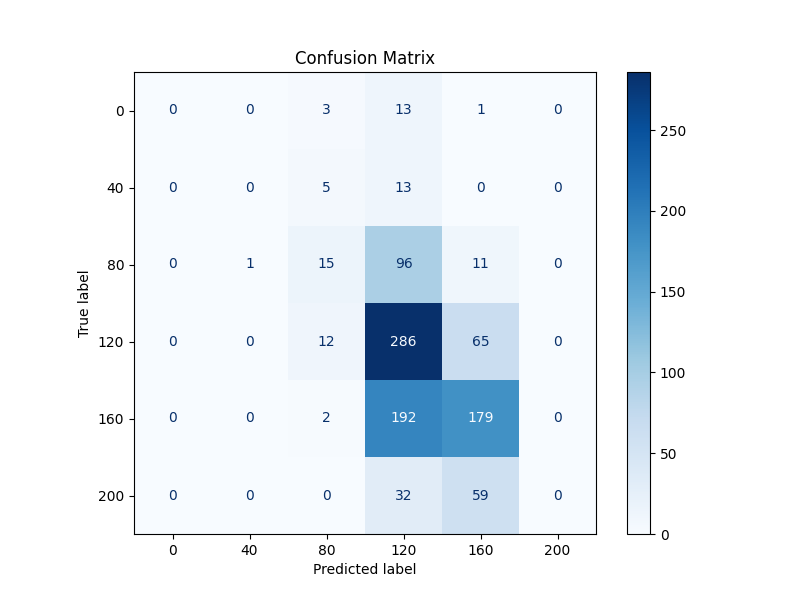 Confusion Matrix
True label
0 0 0 3 13 1 0
40 0 0 5 13 0 0
80 0 1 15 96 11 0
120 0 0 12 286 65 0
160 0 0 2 192 179 0
200 0 0 0 32 59 0
0 40 80 120 160 200
Predicted label
250
200
150
100
50
0